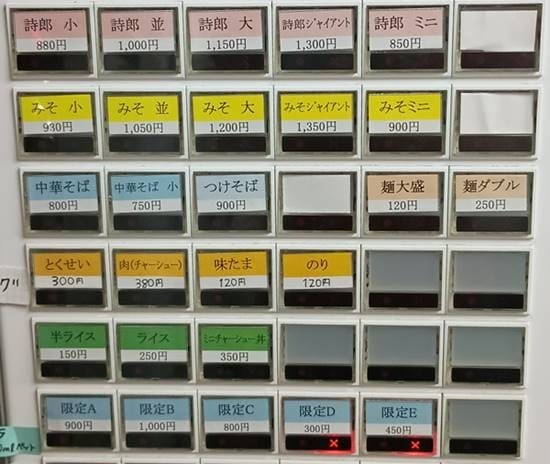 詩郎 小
880円
詩郎 並
1,000円
詩郎 大
1,150円
詩郎ジャイアント
1,300円
詩郎 ミニ
850円
みそ 小
930円
みそ 並
1,050円
みそ 大
1,200円
みそジャイアント
1,350円
みそミニ
900円
中華そば
800円
中華そば 小
750円
つけそば
900円
麺大盛
120円
麺ダブル
250円
とくせい
300円
肉(チャーシュー)
380円
味たま
120円
のり
120円
半ライス
150円
ライス
250円
ミニチャーシュー丼
350円
限定A
900円
限定B
1,000円
限定C
800円
限定D
300円
限定E
450円